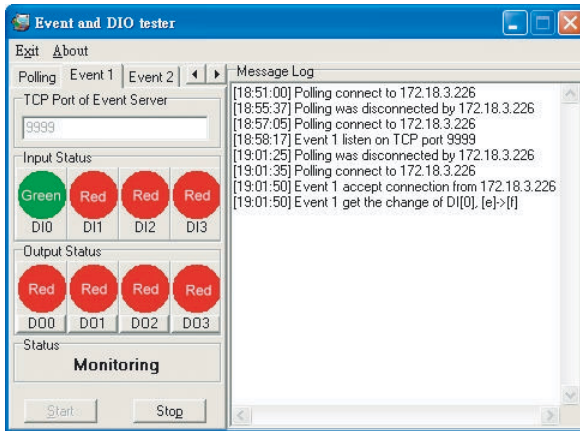 Event and DIO tester
Exit About
Polling Event 1 Event 2
TCP Port of Event Server
9999
Input Status
Green Red Red Red
DI0 DI1 DI2 DI3
Output Status
Red Red Red Red
DO0 DO1 DO2 DO3
Status
Monitoring
Start Stop
Message Log
[18:51:00] Polling connect to 172.18.3.226
[18:55:37] Polling was disconnected by 172.18.3.226
[18:57:05] Polling connect to 172.18.3.226
[18:58:17] Event 1 listen on TCP port 9999
[19:01:25] Polling was disconnected by 172.18.3.226
[19:01:35] Polling connect to 172.18.3.226
[19:01:50] Event 1 accept connection from 172.18.3.226
[19:01:50] Event 1 get the change of DI[0], [e]->[f]